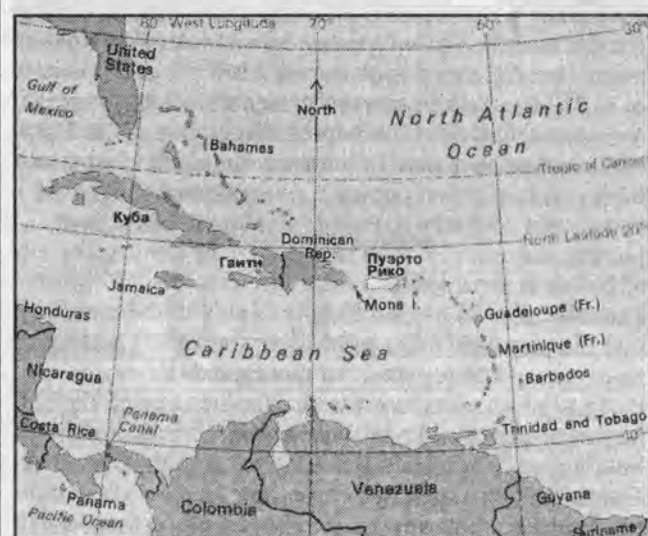 80° West Longitude 70° 60° 30°
United
States
Gulf of
Mexico
North
North Atlantic
Ocean
Bahamas
Tropic of Cancer
Куба
Dominican
Rep.
North Latitude 20°
Гаити
Пуэрто
Рико
Jamaica
Mona I.
Honduras
Guadeloupe (Fr.)
Caribbean Sea
Martinique (Fr.)
Nicaragua
Barbados
Panama
Canal
Costa Rica
Trinidad and Tobago
10°
Panama
Venezuela
Colombia
Guyana
Pacific Ocean
Suriname